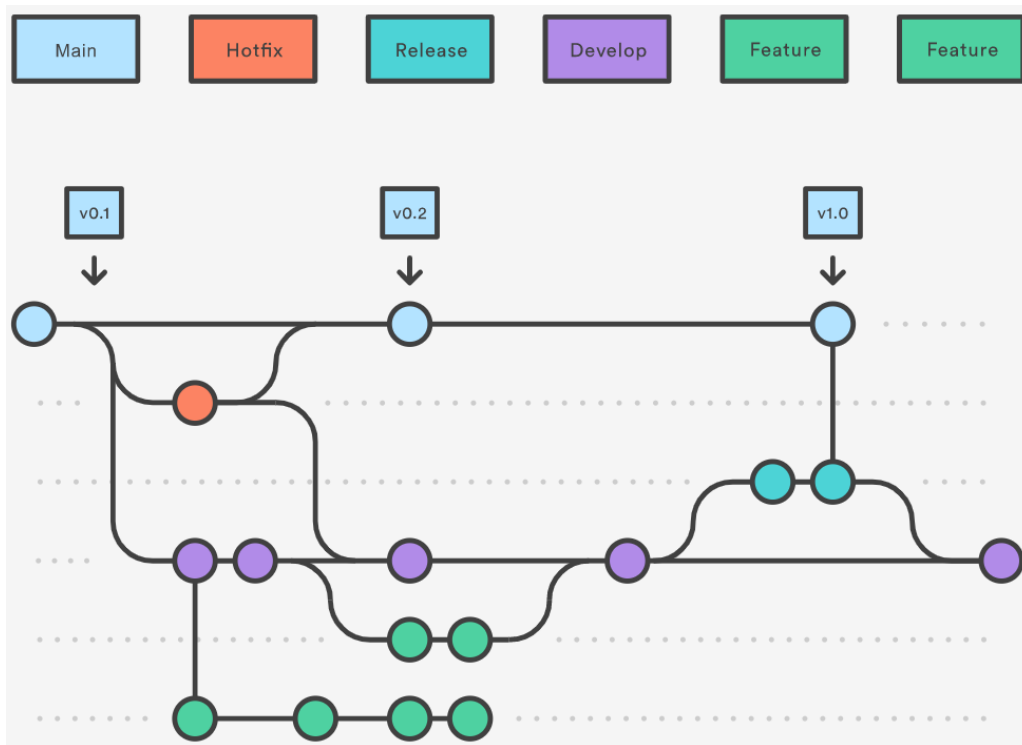 Main
Hotfix
Release
Develop
Feature
Feature
v0.1
v0.2
v1.0